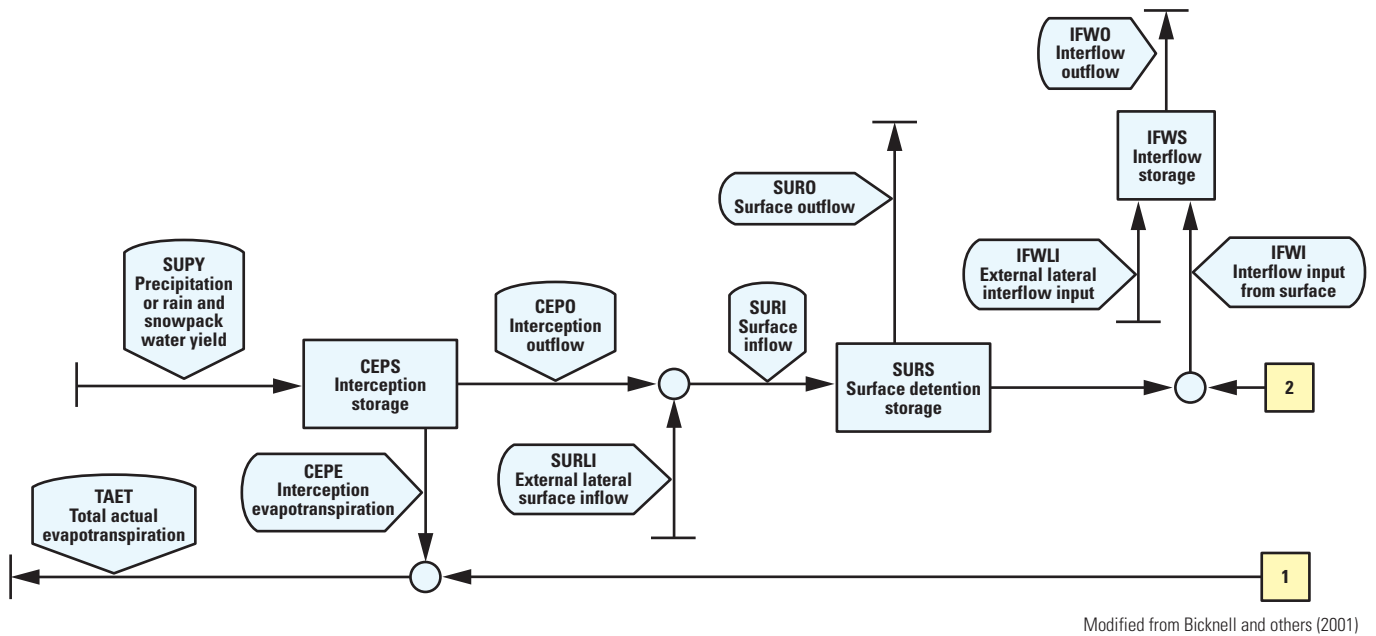 IFWO
Interflow
outflow
IFWS
Interflow
storage
SURO
Surface outflow
IFWLI
External lateral
interflow input
IFWI
Interflow input
from surface
SUPY
Precipitation
or rain and
snowpack
water yield
CEPO
Interception
outflow
SURI
Surface
inflow
CEPS
Interception
storage
SURS
Surface detention
storage
2
CEPE
Interception
evapotranspiration
SURLI
External lateral
surface inflow
TAET
Total actual
evapotranspiration
1
Modified from Bicknell and others (2001)